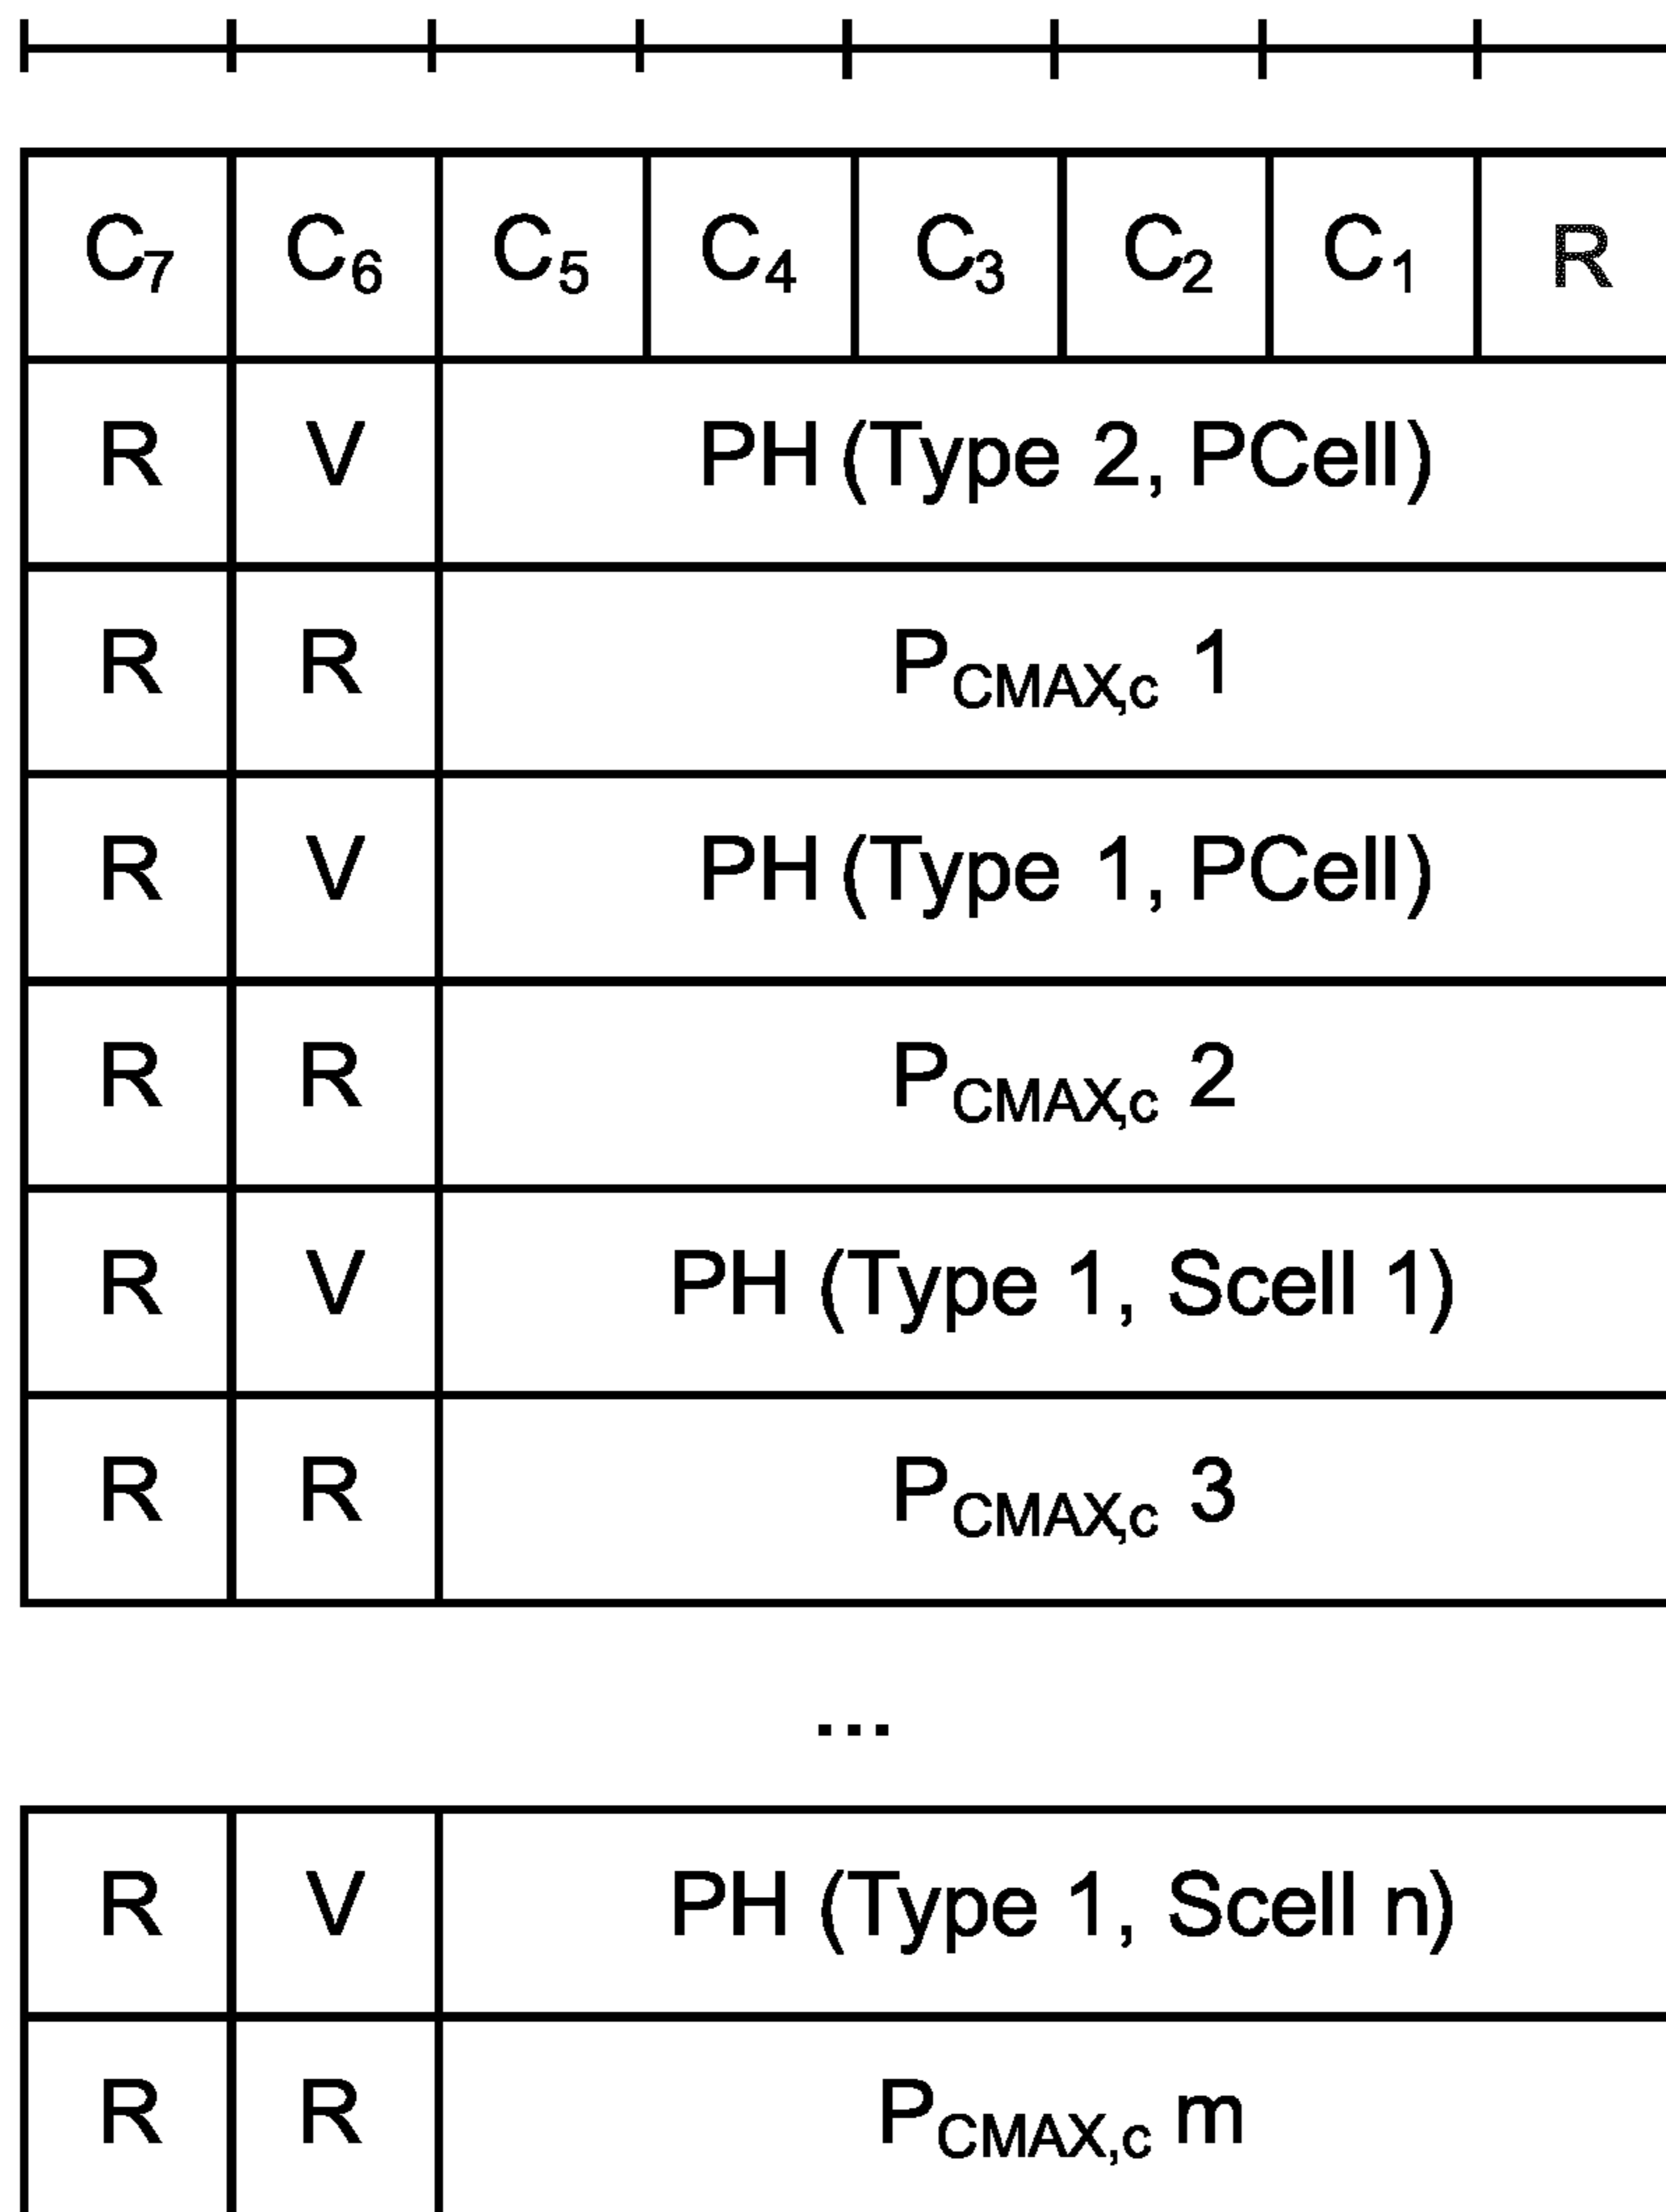 C7 C6 C5 C4 C3 C2 C1 R
R V PH (Type 2, PCell)
R R PCMAX,c 1
R V PH (Type 1, PCell)
R R PCMAX,c 2
R V PH (Type 1, Scell 1)
R R PCMAX,c 3
...
R V PH (Type 1, Scell n)
R R PCMAX,c m